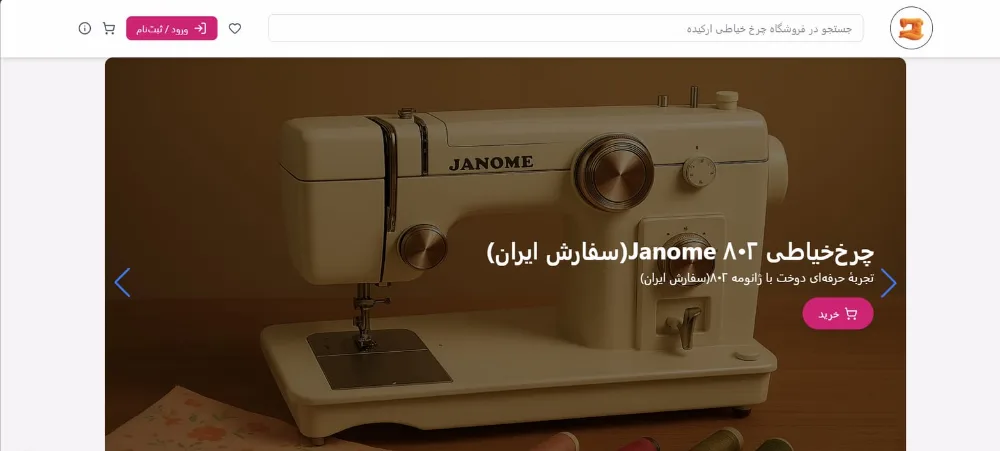 جستجو در فروشگاه چرخ خیاطی ارکیده
ورود / ثبت‌نام
JANOME
چرخ‌خیاطی Janome ۸۰۲(سفارش ایران)
تجربهٔ حرفه‌ای دوخت با ژانومه ۸۰۲(سفارش ایران)
خرید